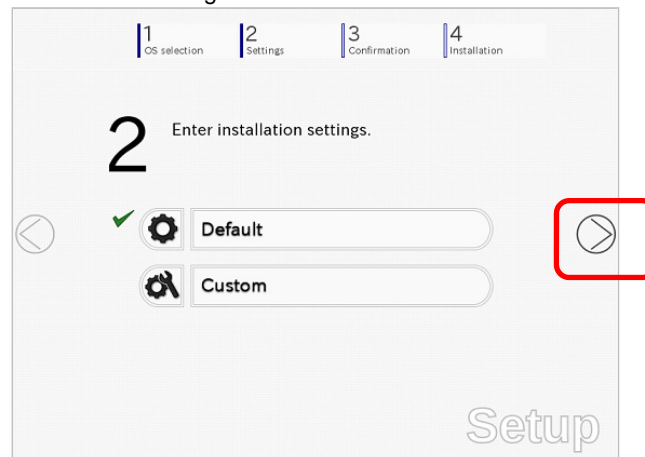 1
OS selection
2
Settings
3
Confirmation
4
Installation
2
Enter installation settings.
Default
Custom
Setup